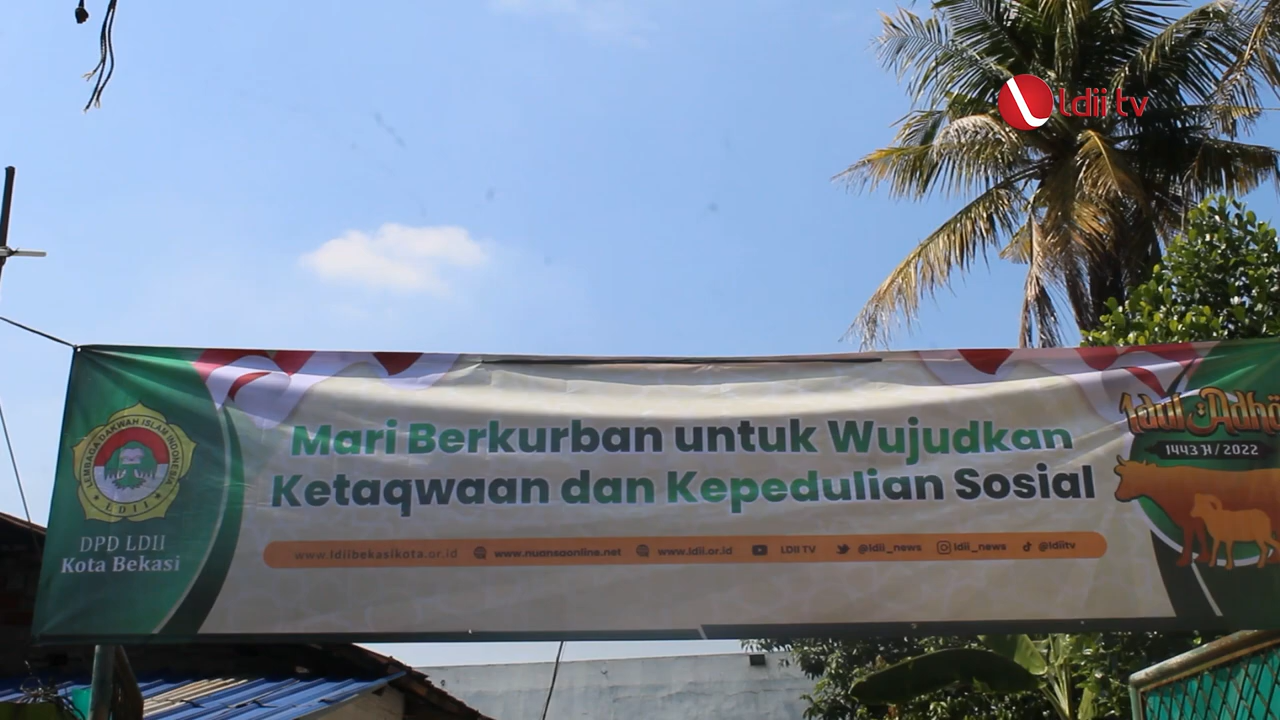 ldii tv
Mari Berkurban untuk Wujudkan
Ketaqwaan dan Kepedulian Sosial
LEMBAGA DAKWAH ISLAM INDONESIA
LDII
DPD LDII
Kota Bekasi
www.ldiibekasikota.or.id www.nuansaonline.net www.ldii.or.id LDII TV @ldii_news ldii_news @ldiitv
Idul Adha
1443 H / 2022